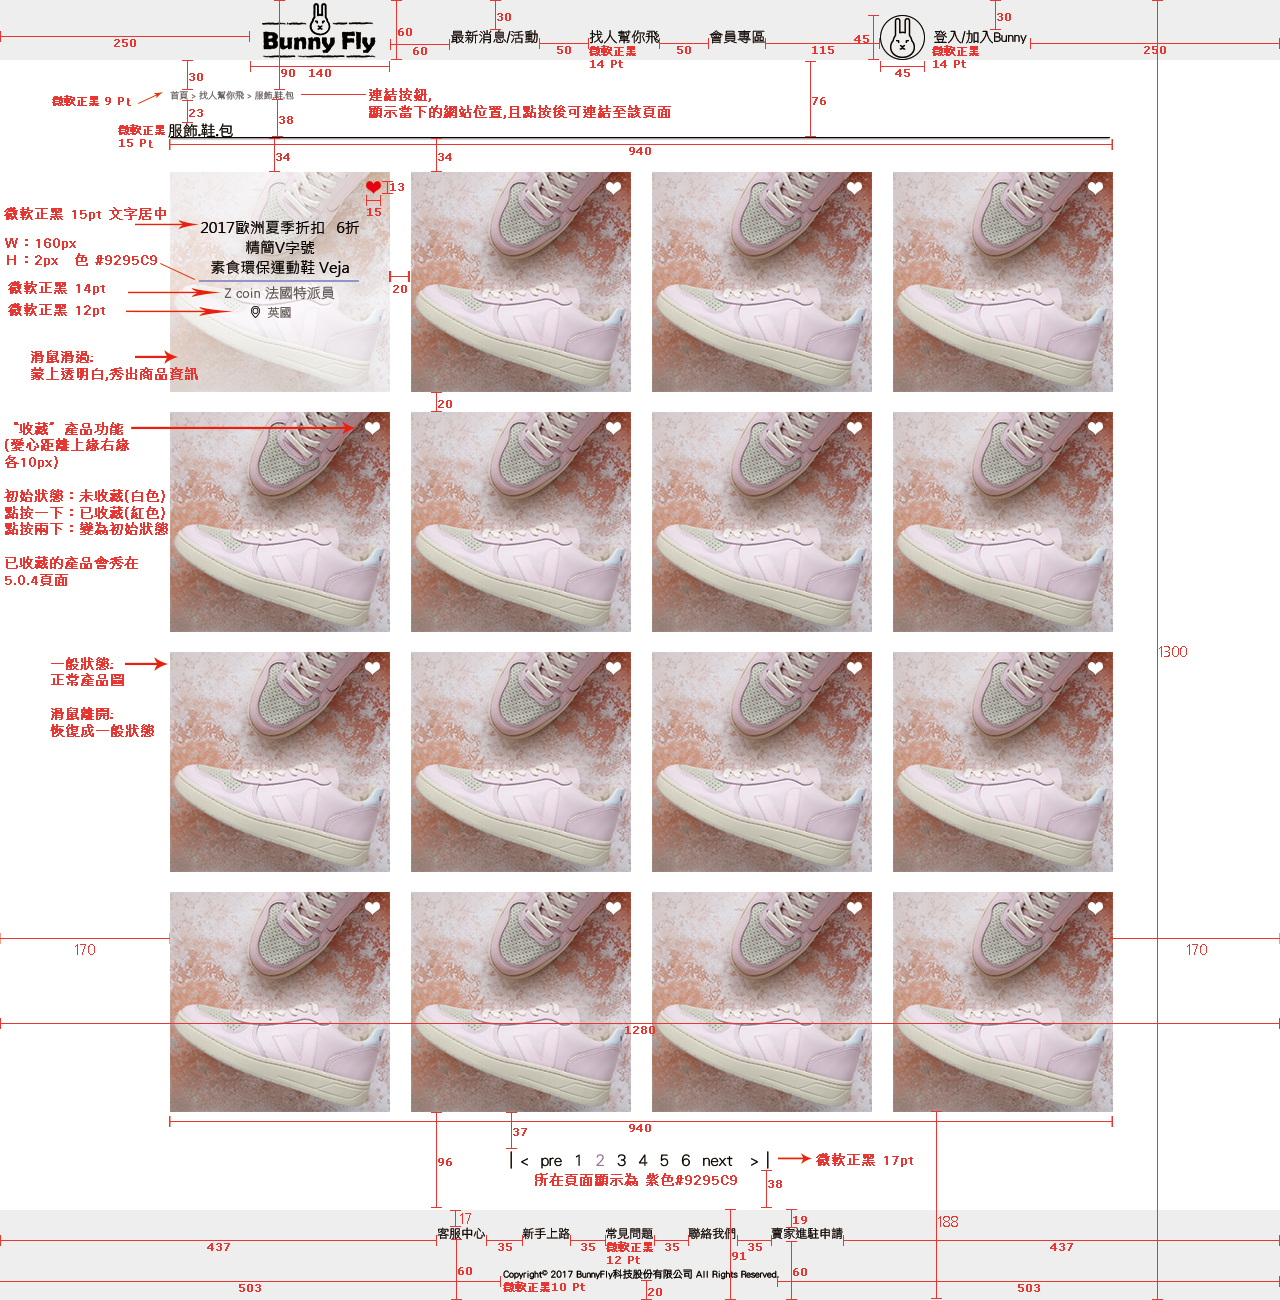 30
30
60
Bunny Fly
最新消息/活動
找人幫你飛
會員專區
45
登入/加入Bunny
250
60
50
微軟正黑
14 Pt
50
115
微軟正黑
14 Pt
250
90
140
45
30
微軟正黑 9 Pt
首頁 > 找人幫你飛 > 服飾.鞋.包
連結按鈕,
顯示當下的網站位置,且點按後可連結至該頁面
76
23
38
微軟正黑
15 Pt
服飾.鞋.包
940
34
34
13
15
微軟正黑 15pt 文字居中
2017歐洲夏季折扣 6折
精簡V字號
素食環保運動鞋 Veja
W：160px
H：2px 色 #9295C9
20
微軟正黑 14pt
Z coin 法國特派員
微軟正黑 12pt
英國
滑鼠滑過:
蒙上透明白,秀出商品資訊
20
"收藏" 產品功能
(愛心距離上緣右緣
各10px)
初始狀態：未收藏(白色)
點按一下：已收藏(紅色)
點按兩下：變為初始狀態
已收藏的產品會秀在
5.0.4頁面
1300
一般狀態:
正常產品圖
滑鼠離開:
恢復成一般狀態
170
170
1280
940
37
96
|< pre 1 2 3 4 5 6 next >|
微軟正黑 17pt
所在頁面顯示為 紫色#9295C9
38
17
19
188
客服中心
新手上路
常見問題
聯絡我們
賣家進駐申請
437
35
35
微軟正黑
12 Pt
35
35
437
91
60
Copyright© 2017 BunnyFly科技股份有限公司 All Rights Reserved.
60
503
微軟正黑10 Pt
20
503